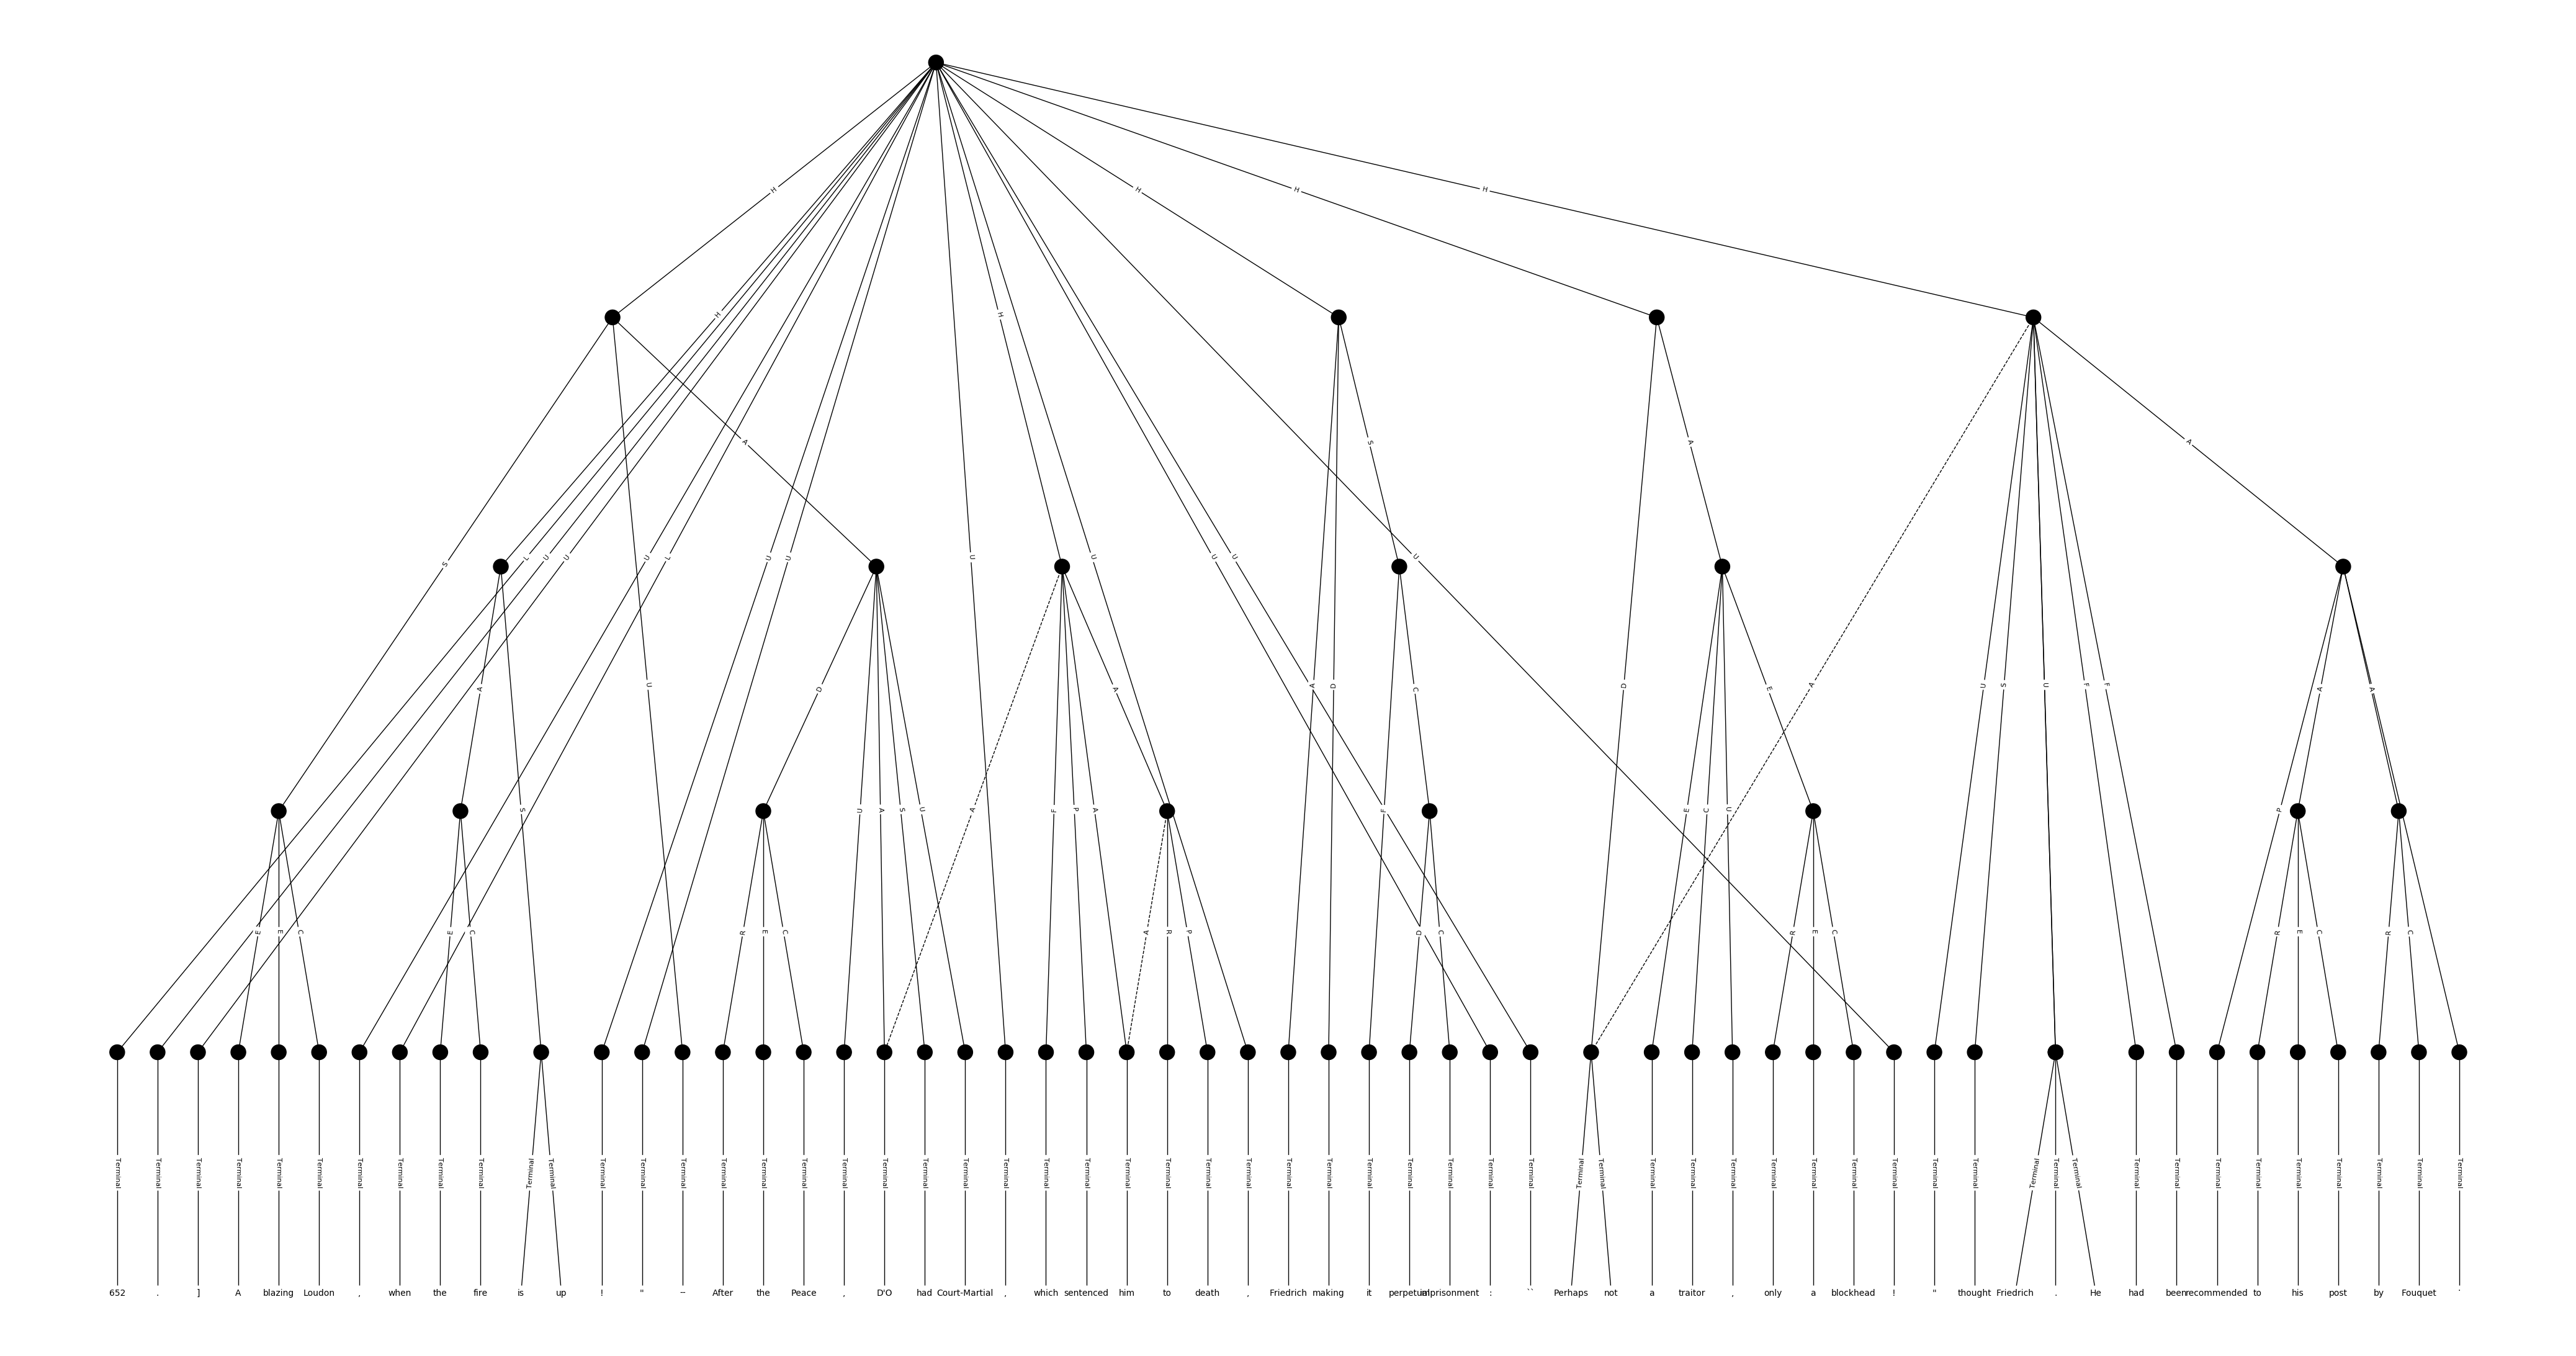 H H H H
H H
A S A A
S L U U U L U U U U U U U
A U D A A D C D E A U S U F F A A
S U A S U A F P A F E C U P
E E C E C R E C A R P D C R E C R E C R C
Terminal Terminal Terminal Terminal Terminal Terminal Terminal Terminal Terminal Terminal Terminal Terminal Terminal Terminal Terminal Terminal Terminal Terminal Terminal Terminal Terminal Terminal Terminal Terminal Terminal Terminal Terminal Terminal Terminal Terminal Terminal Terminal Terminal Terminal Terminal Terminal Terminal Terminal Terminal Terminal Terminal Terminal Terminal Terminal Terminal Terminal Terminal Terminal Terminal Terminal Terminal Terminal Terminal Terminal Terminal Terminal Terminal Terminal Terminal
652 . ] A blazing Loudon , when the fire is up ! " -- After the Peace , D'O had Court-Martial , which sentenced him to death , Friedrich making it perpetual imprisonment : `` Perhaps not a traitor , only a blockhead ! " thought Friedrich . He had been recommended to his post by Fouquet '